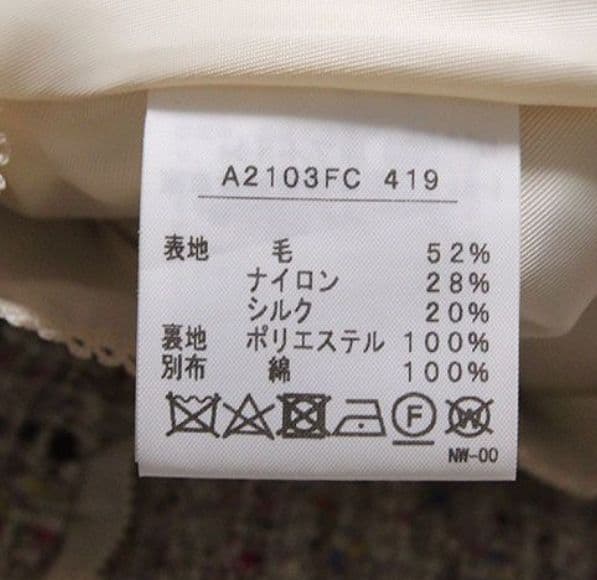 A2103FC 419
表地 毛 52%
ナイロン 28%
シルク 20%
裏地 ポリエステル 100%
別布 綿 100%
F W
NW-00